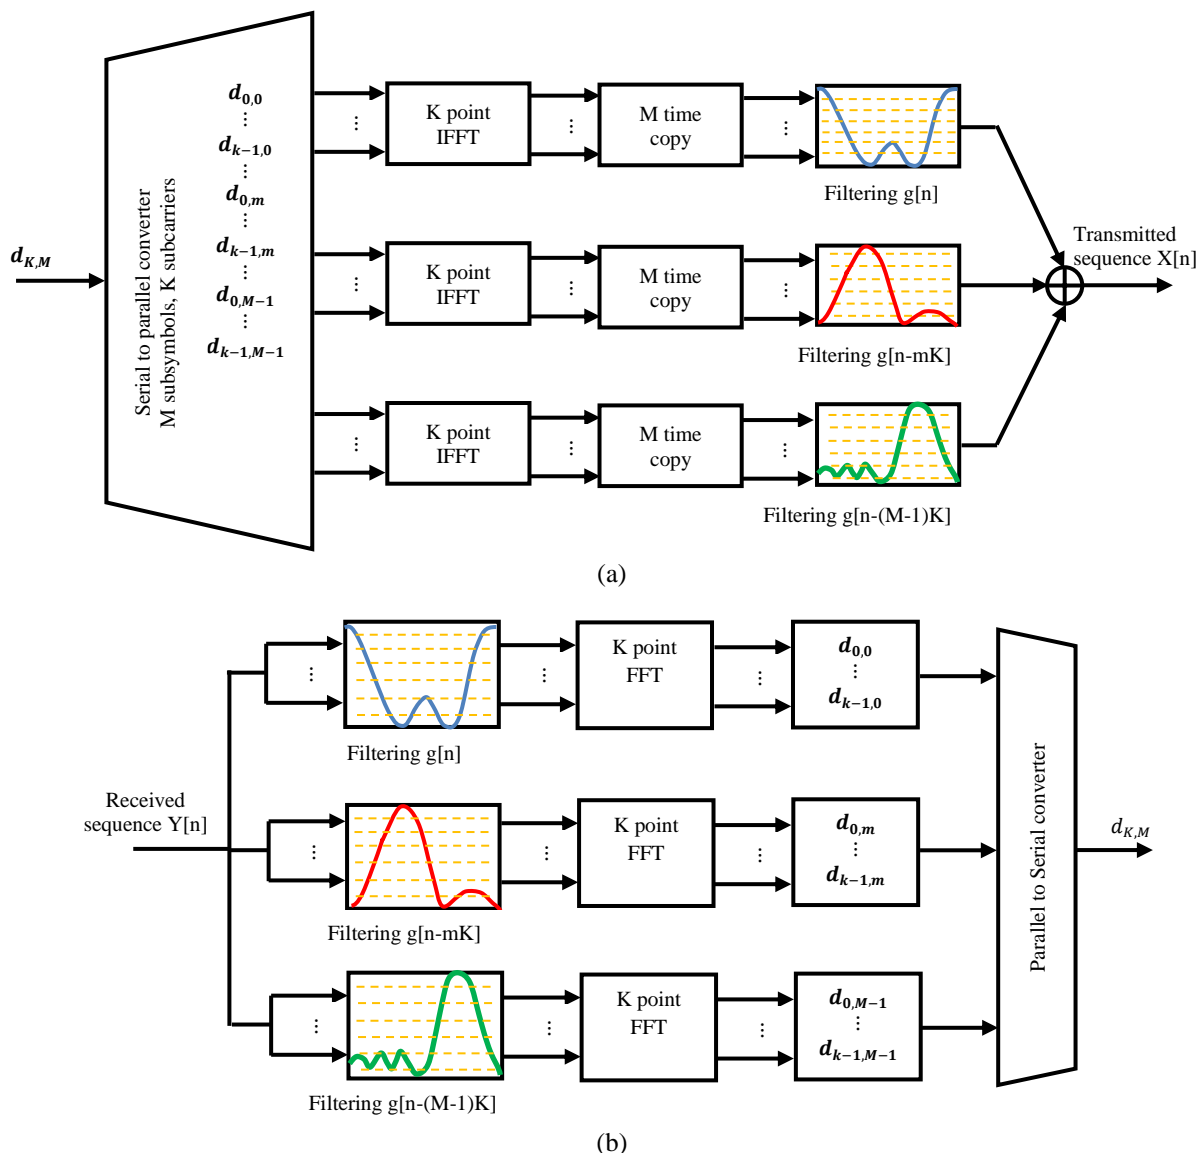 d_{K,M}
Serial to parallel converter
M subsymbols, K subcarriers
d_{0,0}
⋮
d_{k-1,0}
⋮
d_{0,m}
⋮
d_{k-1,m}
⋮
d_{0,M-1}
⋮
d_{k-1,M-1}
⋮
K point
IFFT
⋮
M time
copy
⋮
Filtering g[n]
⋮
K point
IFFT
⋮
M time
copy
⋮
Filtering g[n-mK]
⋮
K point
IFFT
⋮
M time
copy
⋮
Filtering g[n-(M-1)K]
Transmitted
sequence X[n]
(a)
Received
sequence Y[n]
⋮
Filtering g[n]
⋮
K point
FFT
⋮
d_{0,0}
⋮
d_{k-1,0}
⋮
Filtering g[n-mK]
⋮
K point
FFT
⋮
d_{0,m}
⋮
d_{k-1,m}
⋮
Filtering g[n-(M-1)K]
⋮
K point
FFT
⋮
d_{0,M-1}
⋮
d_{k-1,M-1}
Parallel to Serial converter
d_{K,M}
(b)